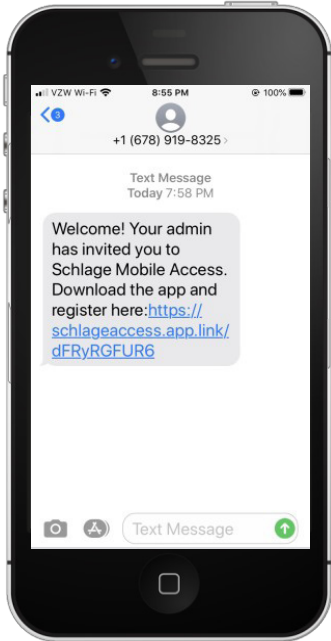 VZW Wi-Fi 8:55 PM 100%
3
+1 (678) 919-8325 >
Text Message
Today 7:58 PM
Welcome! Your admin
has invited you to
Schlage Mobile Access.
Download the app and
register here:https://
schlageaccess.app.link/
dFRyRGFUR6
Text Message